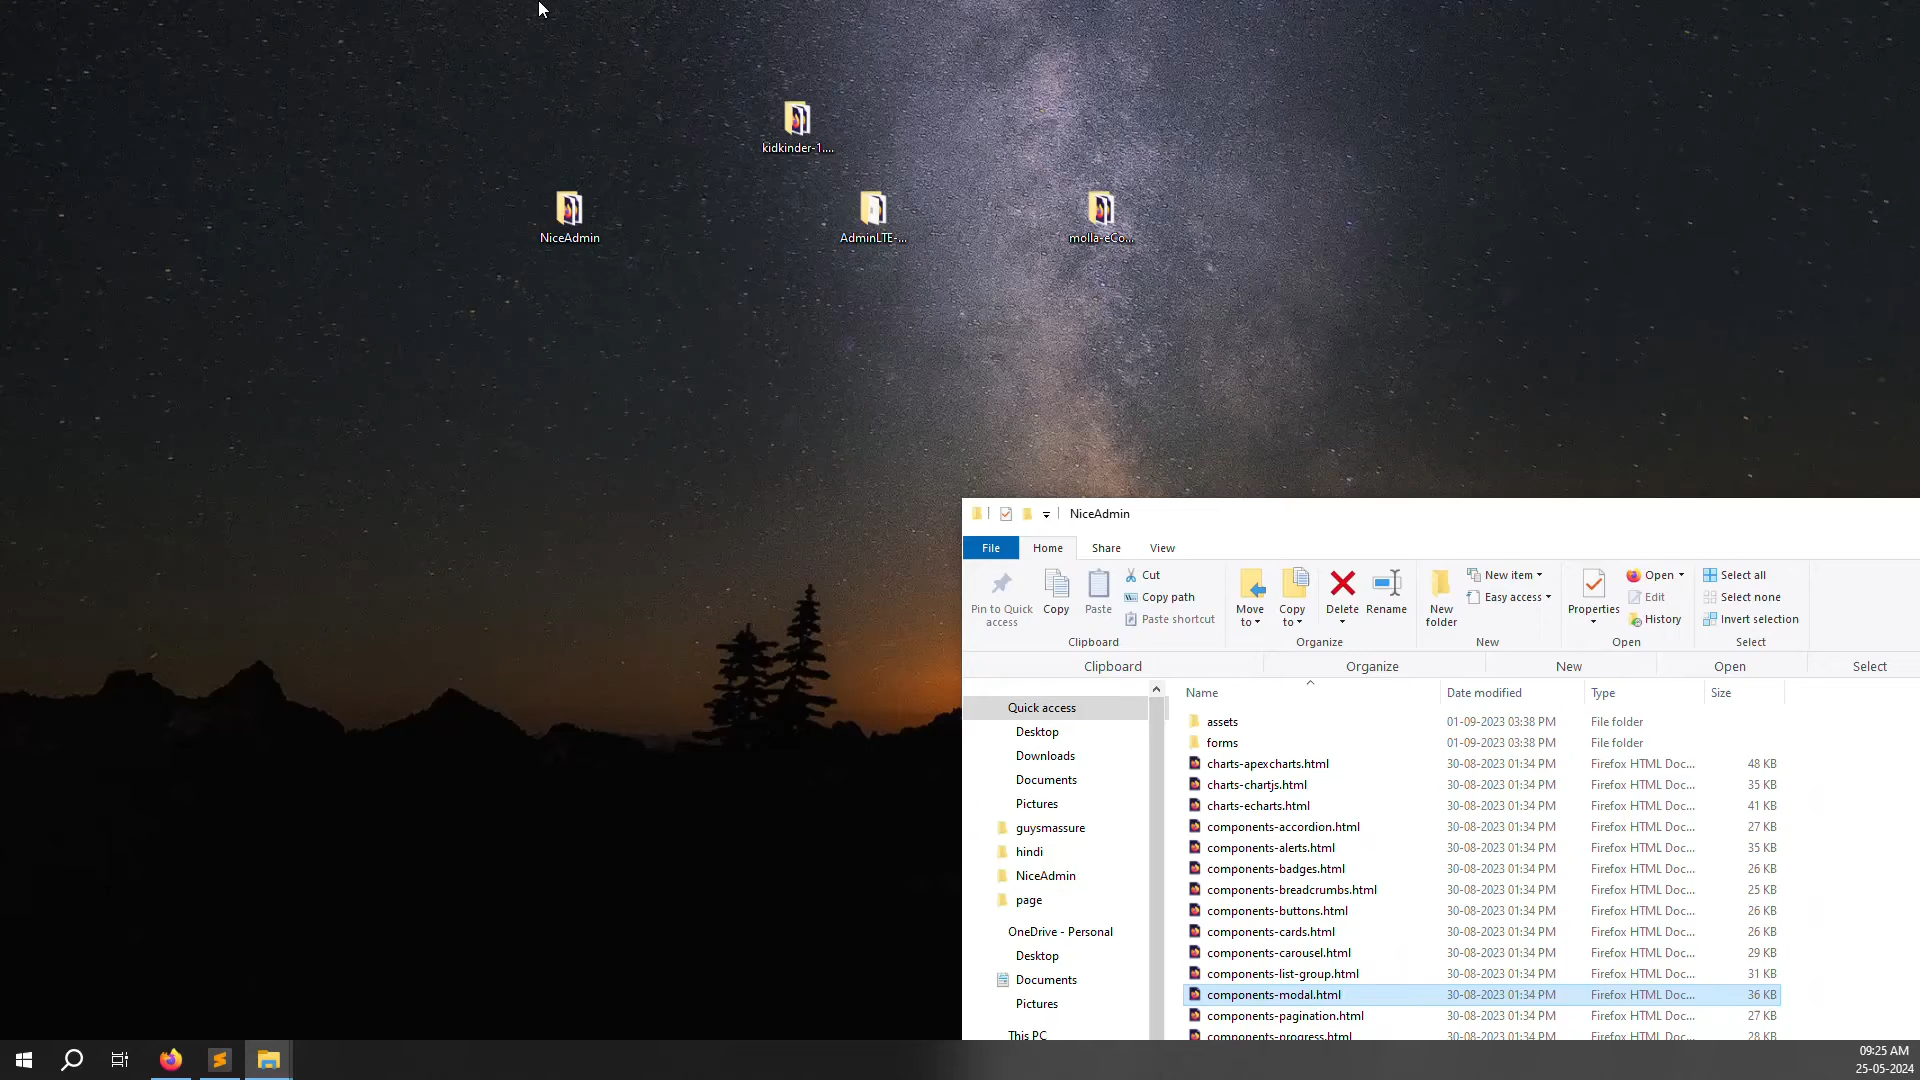 kidkinder-1....
NiceAdmin
AdminLTE-...
molla-eCo...
NiceAdmin
File
Home
Share
View
Pin to Quick access
Copy
Paste
Cut
Copy path
Paste shortcut
Move to
Copy to
Delete
Rename
New folder
New item
Easy access
Properties
Open
Edit
History
Select all
Select none
Invert selection
Clipboard
Organize
New
Open
Select
Clipboard
Organize
New
Open
Select
Quick access
Desktop
Downloads
Documents
Pictures
guysmassure
hindi
NiceAdmin
page
OneDrive - Personal
Desktop
Documents
Pictures
This PC
Name Date modified Type Size
assets 01-09-2023 03:38 PM File folder
forms 01-09-2023 03:38 PM File folder
charts-apexcharts.html 30-08-2023 01:34 PM Firefox HTML Doc... 48 KB
charts-chartjs.html 30-08-2023 01:34 PM Firefox HTML Doc... 35 KB
charts-echarts.html 30-08-2023 01:34 PM Firefox HTML Doc... 41 KB
components-accordion.html 30-08-2023 01:34 PM Firefox HTML Doc... 27 KB
components-alerts.html 30-08-2023 01:34 PM Firefox HTML Doc... 35 KB
components-badges.html 30-08-2023 01:34 PM Firefox HTML Doc... 26 KB
components-breadcrumbs.html 30-08-2023 01:34 PM Firefox HTML Doc... 25 KB
components-buttons.html 30-08-2023 01:34 PM Firefox HTML Doc... 26 KB
components-cards.html 30-08-2023 01:34 PM Firefox HTML Doc... 26 KB
components-carousel.html 30-08-2023 01:34 PM Firefox HTML Doc... 29 KB
components-list-group.html 30-08-2023 01:34 PM Firefox HTML Doc... 31 KB
components-modal.html 30-08-2023 01:34 PM Firefox HTML Doc... 36 KB
components-pagination.html 30-08-2023 01:34 PM Firefox HTML Doc... 27 KB
components-progress.html 30-08-2023 01:34 PM Firefox HTML Doc... 28 KB
09:25 AM
25-05-2024